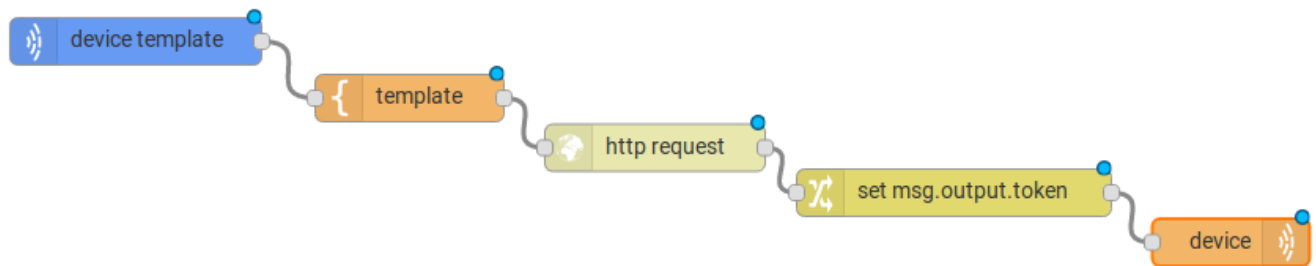 device template
template
http request
set msg.output.token
device